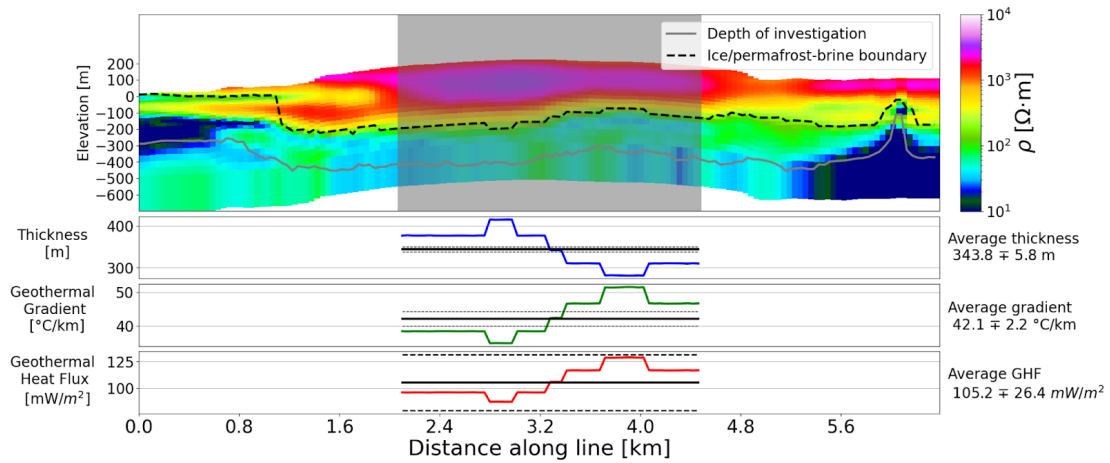 Depth of investigation
Ice/permafrost-brine boundary
Elevation [m]
200
100
0
−100
−200
−300
−400
−500
−600
10⁴
10³
10²
10¹
ρ [Ω·m]
Thickness
[m]
400
300
Average thickness
343.8 ∓ 5.8 m
Geothermal
Gradient
[°C/km]
50
40
Average gradient
42.1 ∓ 2.2 °C/km
Geothermal
Heat Flux
[mW/m²]
125
100
Average GHF
105.2 ∓ 26.4 mW/m²
0.0 0.8 1.6 2.4 3.2 4.0 4.8 5.6
Distance along line [km]